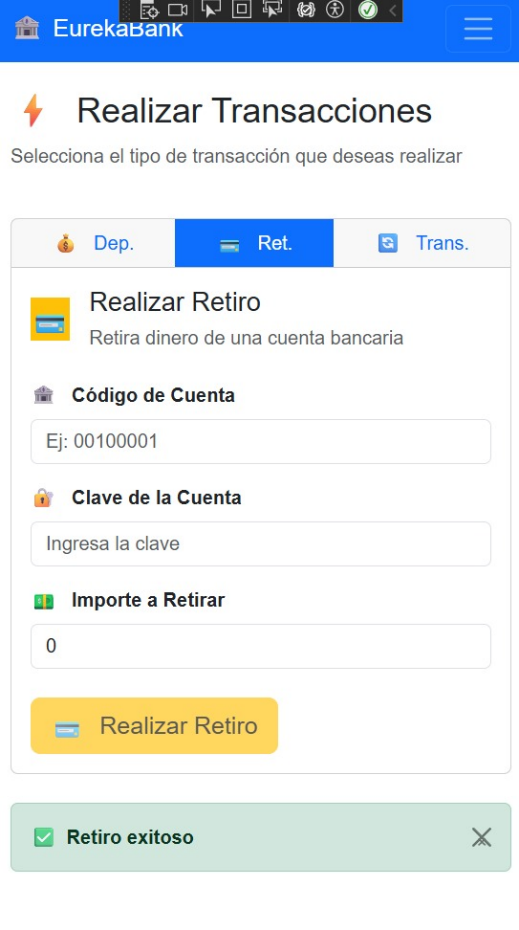 EurekaBank
Realizar Transacciones
Selecciona el tipo de transacción que deseas realizar
Dep.
Ret.
Trans.
Realizar Retiro
Retira dinero de una cuenta bancaria
Código de Cuenta
Ej: 00100001
Clave de la Cuenta
Ingresa la clave
Importe a Retirar
0
Realizar Retiro
Retiro exitoso